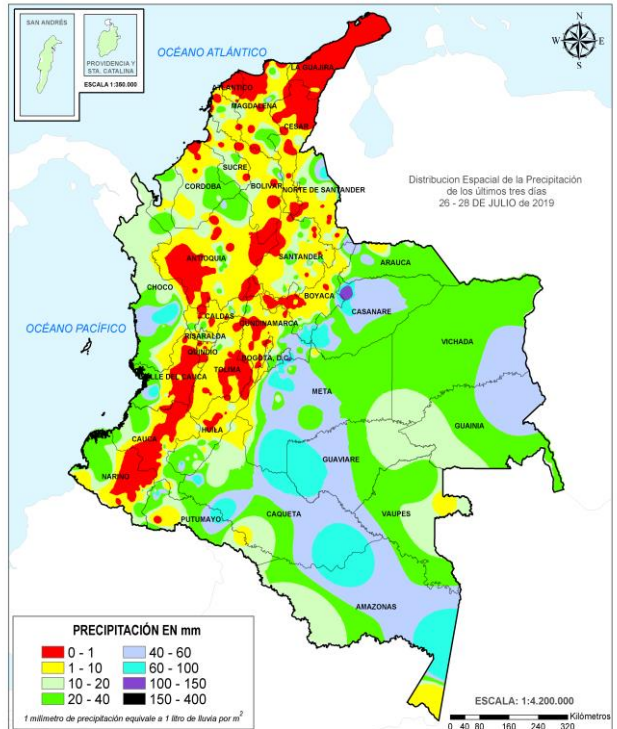 SAN ANDRÉS
PROVIDENCIA Y
STA. CATALINA
ESCALA 1:380.000
OCÉANO ATLÁNTICO
N
W
E
S
LA GUAJIRA
ATLÁNTICO
MAGDALENA
CESAR
SUCRE
CORDOBA
BOLIVAR
NORTE DE SANTANDER
Distribucion Espacial de la Precipitación
de los últimos tres días
26 - 28 DE JULIO de 2019
ANTIOQUIA
SANTANDER
ARAUCA
CHOCO
BOYACA
CASANARE
OCÉANO PACÍFICO
CALDAS
CUNDINAMARCA
VICHADA
RISARALDA
QUINDIO
BOGOTA, D.C.
VALLE DEL CAUCA
TOLIMA
META
GUAINIA
HUILA
CAUCA
GUAVIARE
NARIÑO
PUTUMAYO
CAQUETA
VAUPES
AMAZONAS
PRECIPITACIÓN EN mm
0 - 1
40 - 60
1 - 10
60 - 100
10 - 20
100 - 150
20 - 40
150 - 400
1 milimetro de precipitación equivale a 1 litro de lluvia por m2
ESCALA: 1:4.200.000
Kilómetros
0 40 80 160 240 320